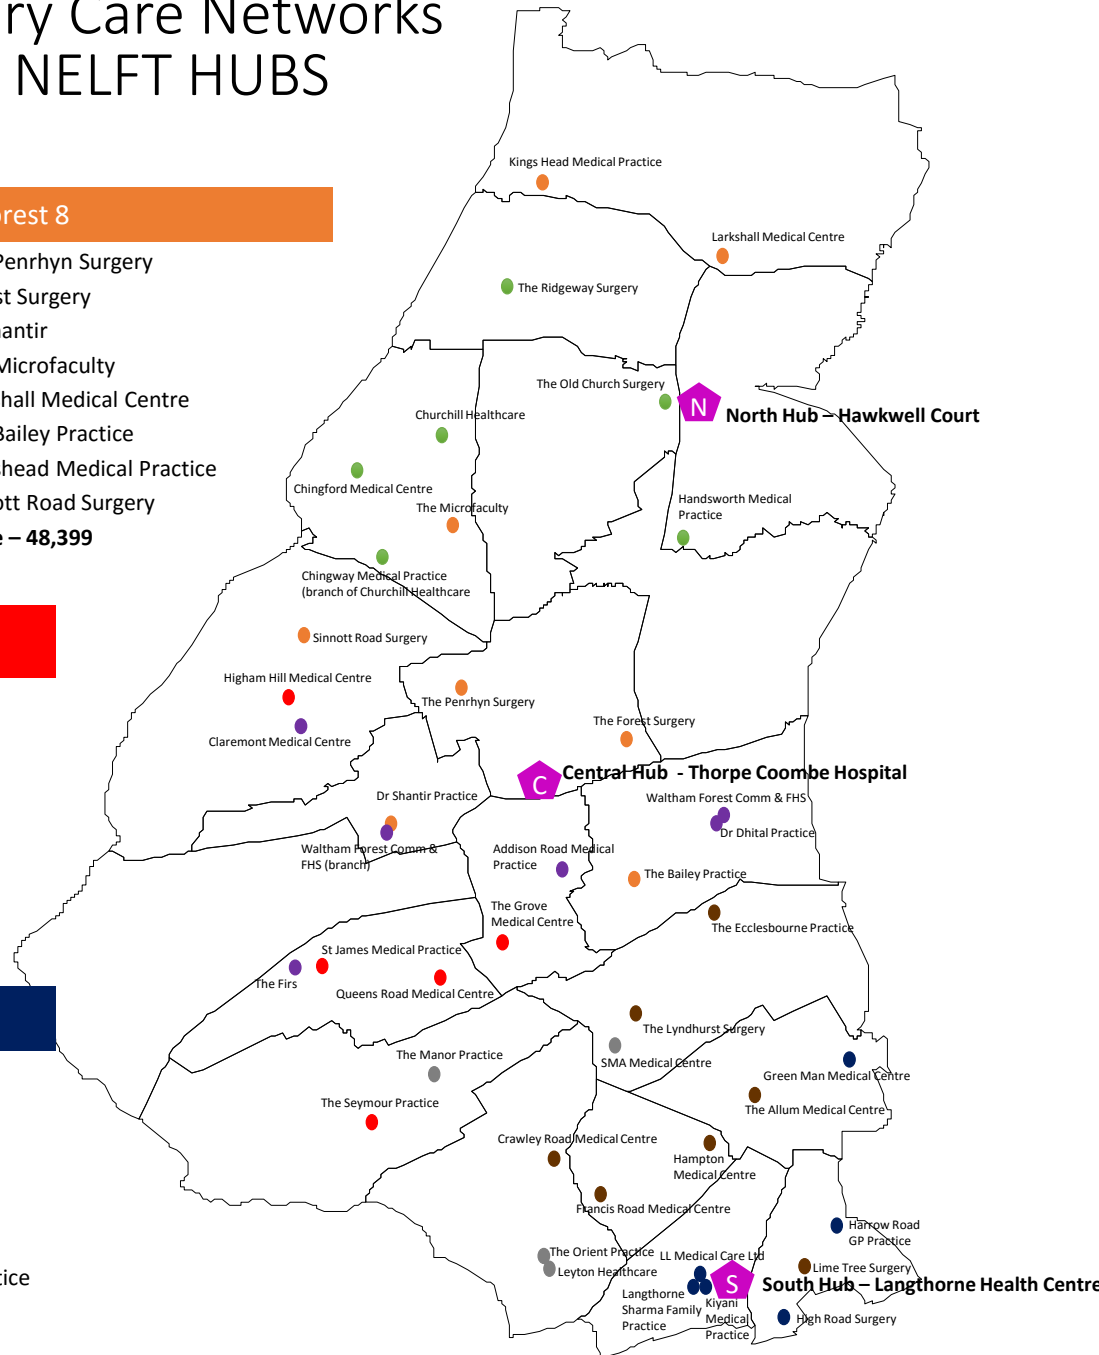 ry Care Networks
NELFT HUBS
rest 8
Penrhyn Surgery
st Surgery
antir
Microfaculty
hall Medical Centre
Bailey Practice
shead Medical Practice
ott Road Surgery
e – 48,399
tice
Kings Head Medical Practice
Larkshall Medical Centre
The Ridgeway Surgery
The Old Church Surgery
N
North Hub – Hawkwell Court
Churchill Healthcare
Chingford Medical Centre
The Microfaculty
Handsworth Medical
Practice
Chingway Medical Practice
(branch of Churchill Healthcare
Sinnott Road Surgery
Higham Hill Medical Centre
Claremont Medical Centre
The Penrhyn Surgery
The Forest Surgery
C
Central Hub - Thorpe Coombe Hospital
Dr Shantir Practice
Waltham Forest Comm &
FHS (branch)
Waltham Forest Comm & FHS
Dr Dhital Practice
Addison Road Medical
Practice
The Bailey Practice
The Grove
Medical Centre
The Ecclesbourne Practice
St James Medical Practice
The Firs
Queens Road Medical Centre
The Lyndhurst Surgery
SMA Medical Centre
The Manor Practice
Green Man Medical Centre
The Seymour Practice
The Allum Medical Centre
Crawley Road Medical Centre
Hampton
Medical Centre
Francis Road Medical Centre
Harrow Road
GP Practice
The Orient Practice
LL Medical Care Ltd
Leyton Healthcare
Lime Tree Surgery
S
South Hub – Langthorne Health Centre
Langthorne
Sharma Family
Practice
Kiyani
Medical
Practice
High Road Surgery